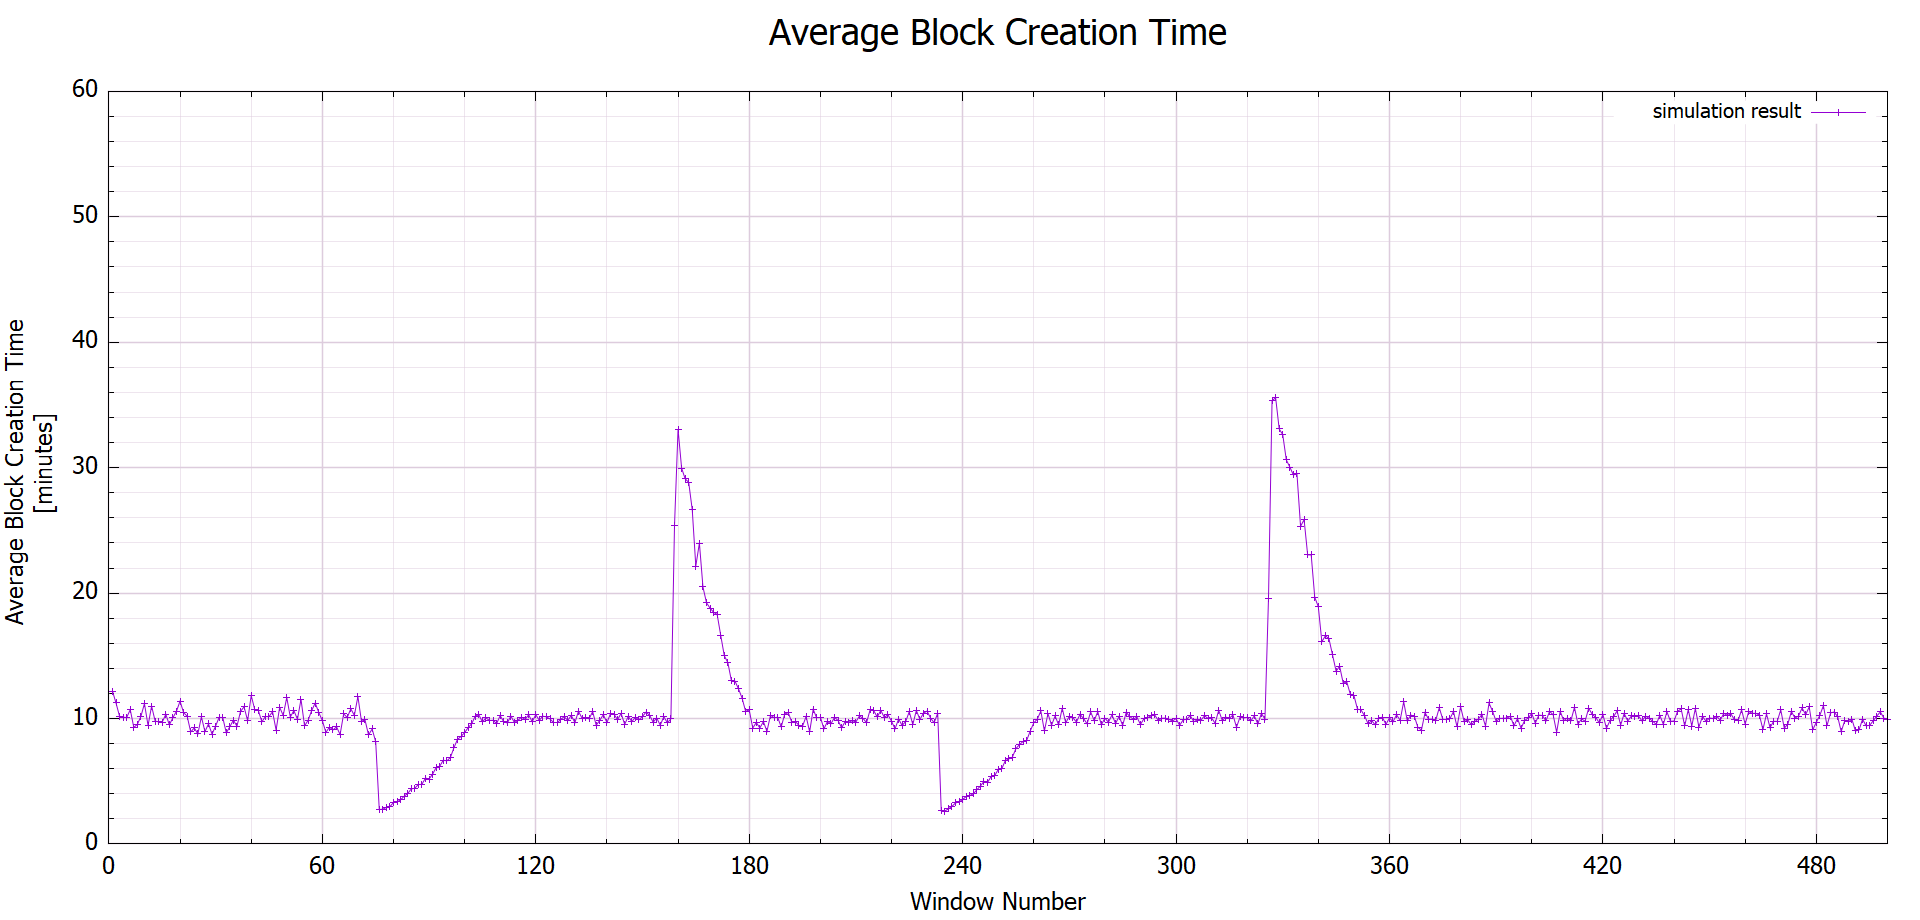 Average Block Creation Time
60
simulation result
50
40
30
20
10
0
Average Block Creation Time
[minutes]
0 60 120 180 240 300 360 420 480
Window Number